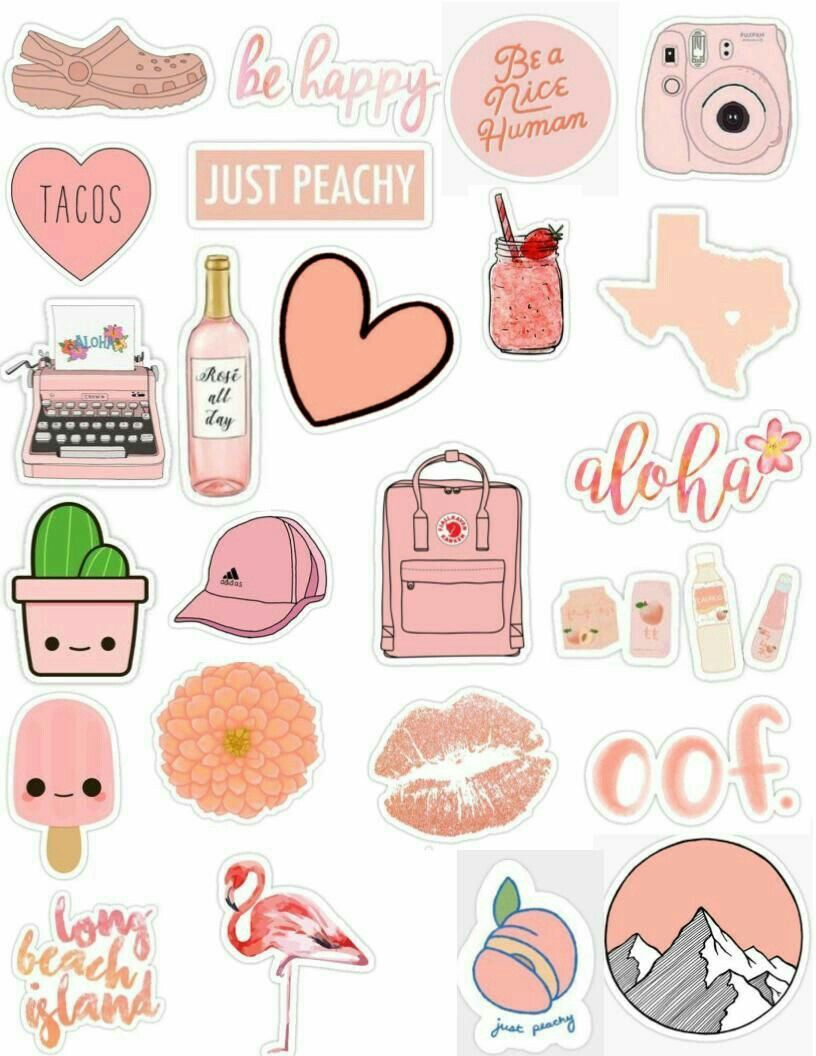 be happy
Be a
Nice
Human
TACOS
JUST PEACHY
ALOHA
Rosé
all
day
aloha
adidas
oof.
long
beach
island
just peachy